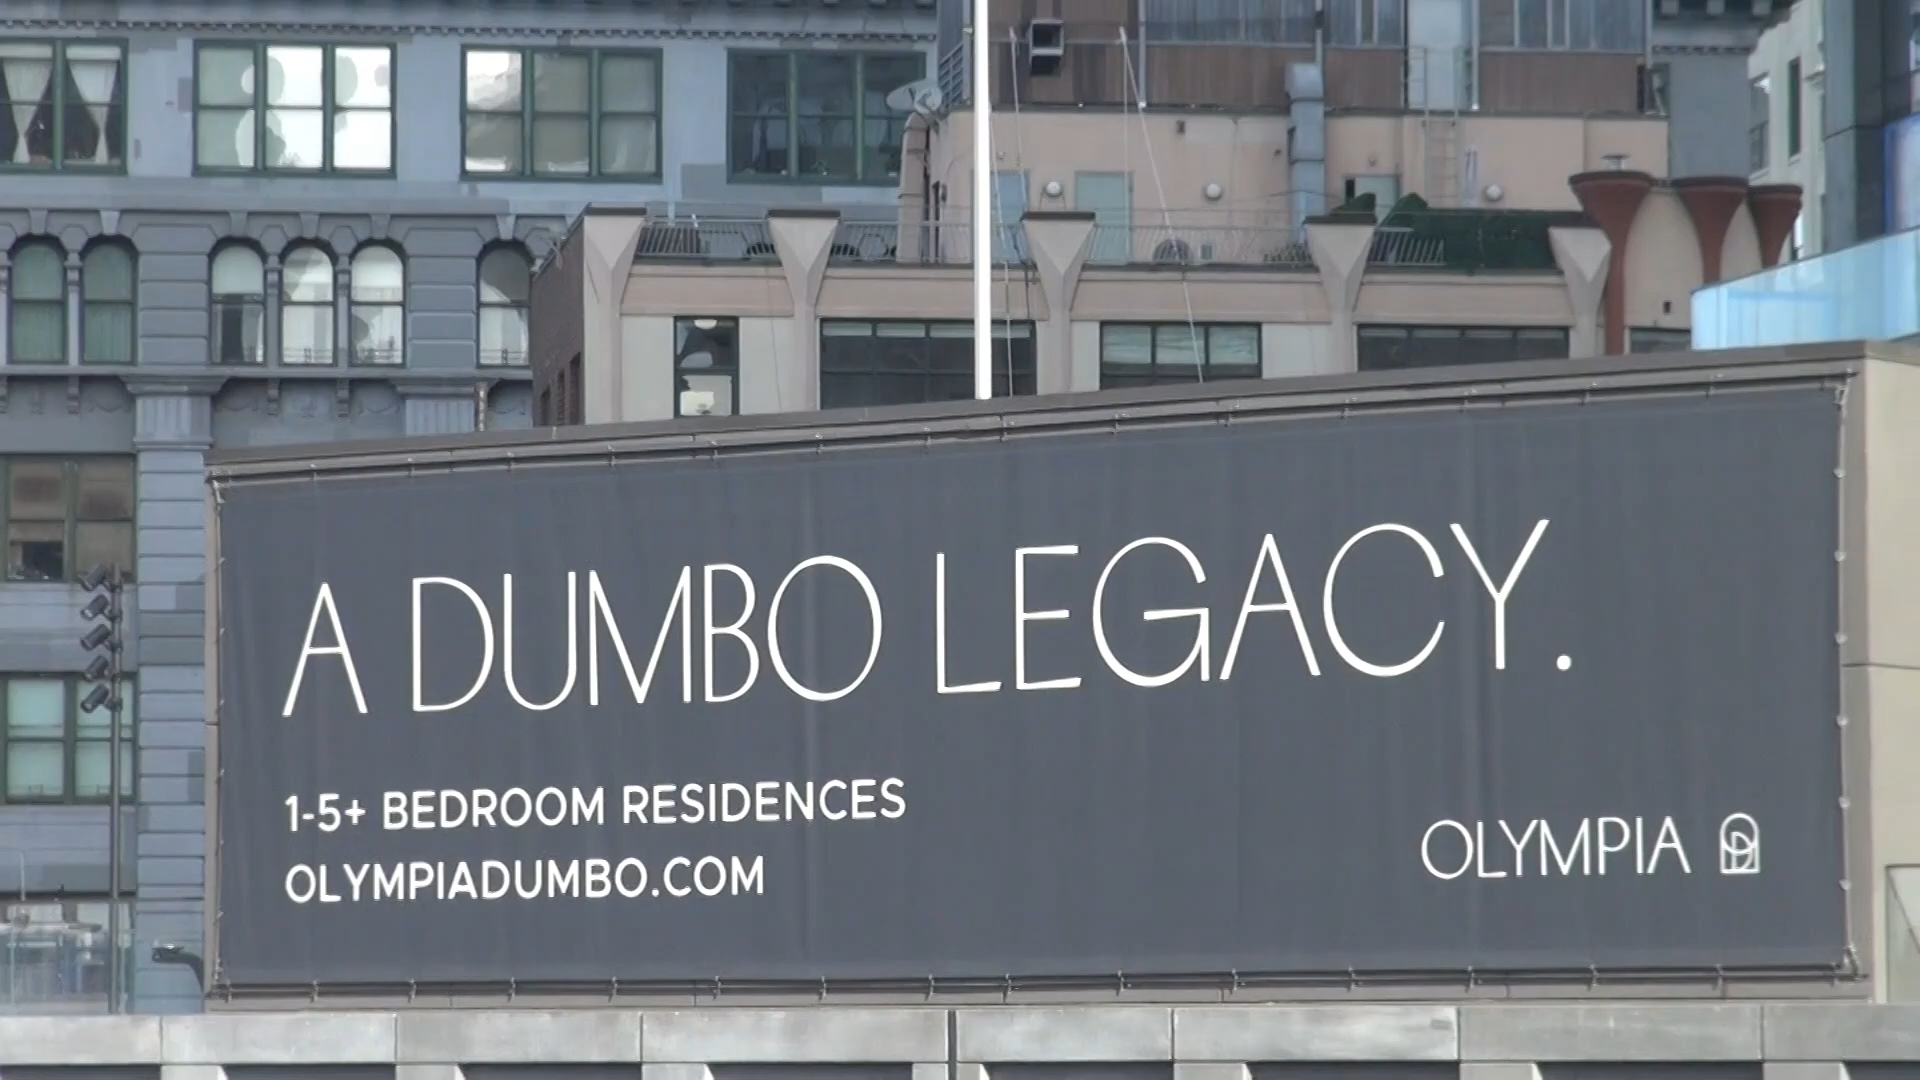 A DUMBO LEGACY.
1-5+ BEDROOM RESIDENCES
OLYMPIADUMBO.COM
OLYMPIA